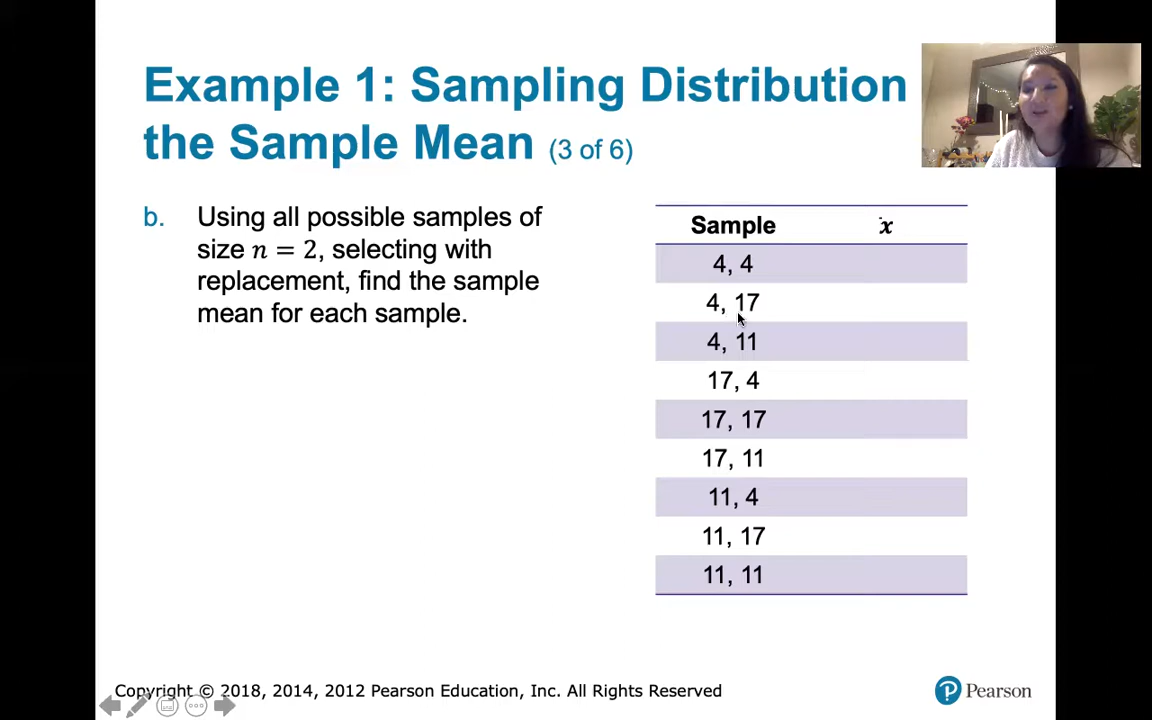 Example 1: Sampling Distribution
the Sample Mean (3 of 6)
b. Using all possible samples of
size n = 2, selecting with
replacement, find the sample
mean for each sample.
Sample x̄
4, 4
4, 17
4, 11
17, 4
17, 17
17, 11
11, 4
11, 17
11, 11
Copyright © 2018, 2014, 2012 Pearson Education, Inc. All Rights Reserved
Pearson